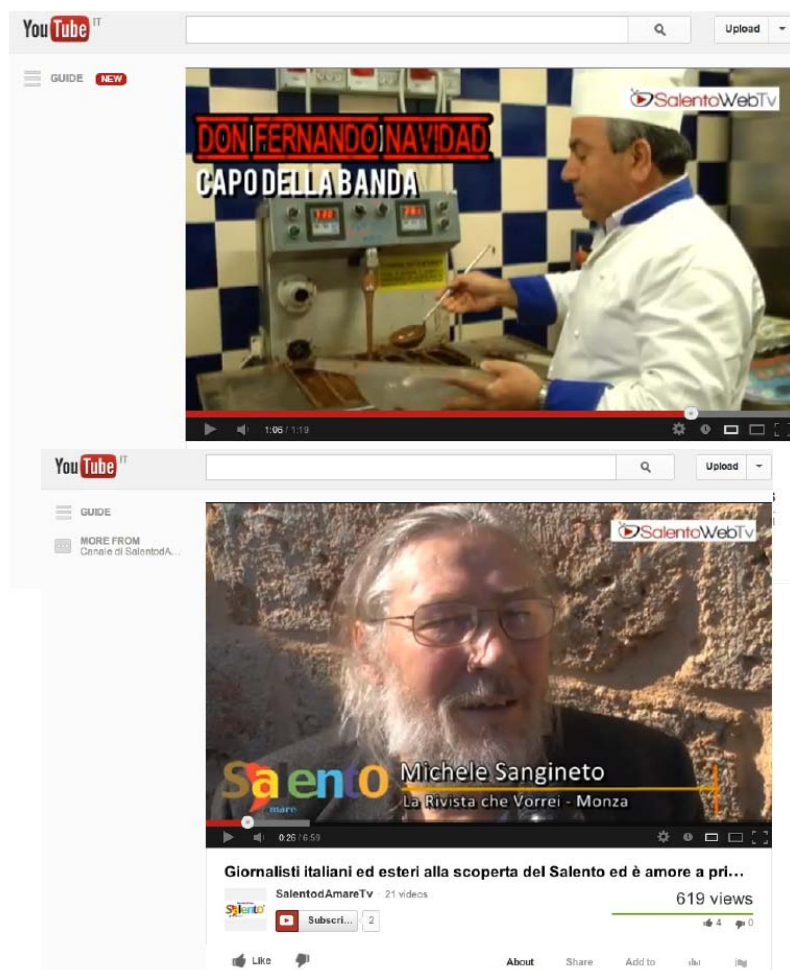 YouTube IT
Upload
GUIDE NEW
SalentoWebTv
DON FERNANDO NAVIDAD
CAPO DELLA BANDA
1:06 / 1:19
YouTube IT
Upload
GUIDE
MORE FROM
Canale di SalentodA...
SalentoWebTv
Salento
mare
Michele Sangineto
La Rivista che Vorrei - Monza
0:26 / 6:59
Giornalisti italiani ed esteri alla scoperta del Salento ed è amore a pri...
SalentodAmareTv 21 videos
619 views
Salento
Subscri... 2
4 0
Like
About Share Add to